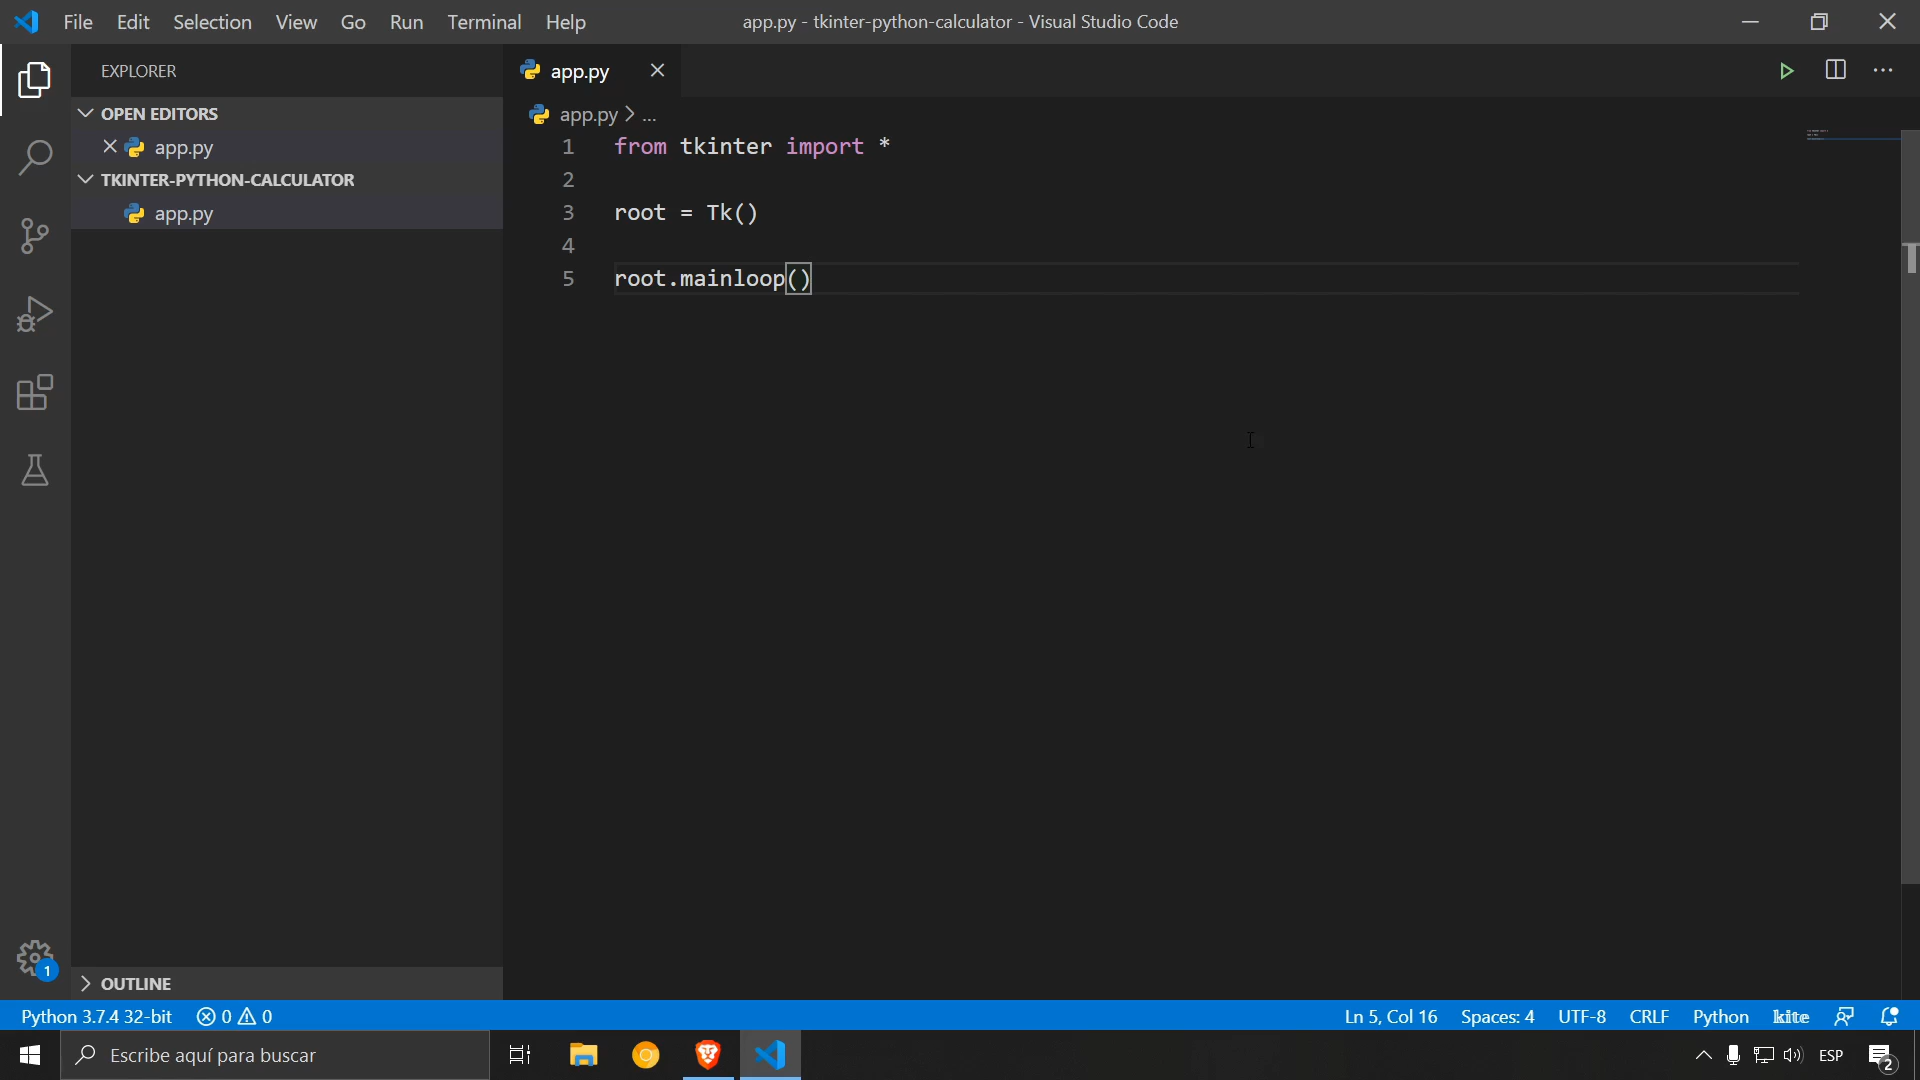 File Edit Selection View Go Run Terminal Help app.py - tkinter-python-calculator - Visual Studio Code
EXPLORER
OPEN EDITORS
app.py
TKINTER-PYTHON-CALCULATOR
app.py
OUTLINE
1
app.py
app.py > ...
1 from tkinter import *
2
3 root = Tk()
4
5 root.mainloop()
Python 3.7.4 32-bit 0 0 Ln 5, Col 16 Spaces: 4 UTF-8 CRLF Python kite
Escribe aquí para buscar ESP 2